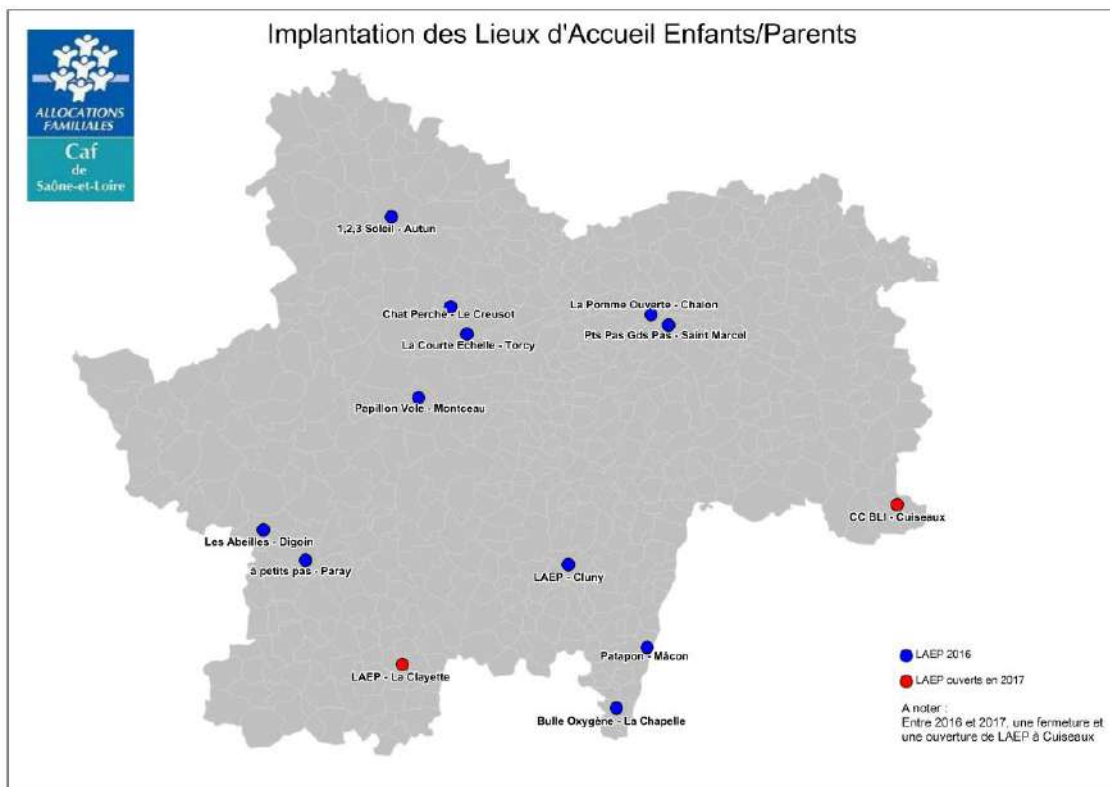 Implantation des Lieux d'Accueil Enfants/Parents
ALLOCATIONS
FAMILIALES
Caf
de
Saône-et-Loire
1,2,3 Soleil - Autun
Chat Perché - Le Creusot
La Courte Echelle - Torcy
La Pomme Ouverte - Chalon
Pts Pas Gds Pas - Saint Marcel
Papillon Vole - Montceau
CC BLI - Cuiseaux
Les Abeilles - Digoin
à petits pas - Paray
LAEP - Cluny
Patapon - Mâcon
LAEP - La Clayette
Bulle Oxygène - La Chapelle
LAEP 2016
LAEP ouverts en 2017
A noter :
Entre 2016 et 2017, une fermeture et
une ouverture de LAEP à Cuiseaux